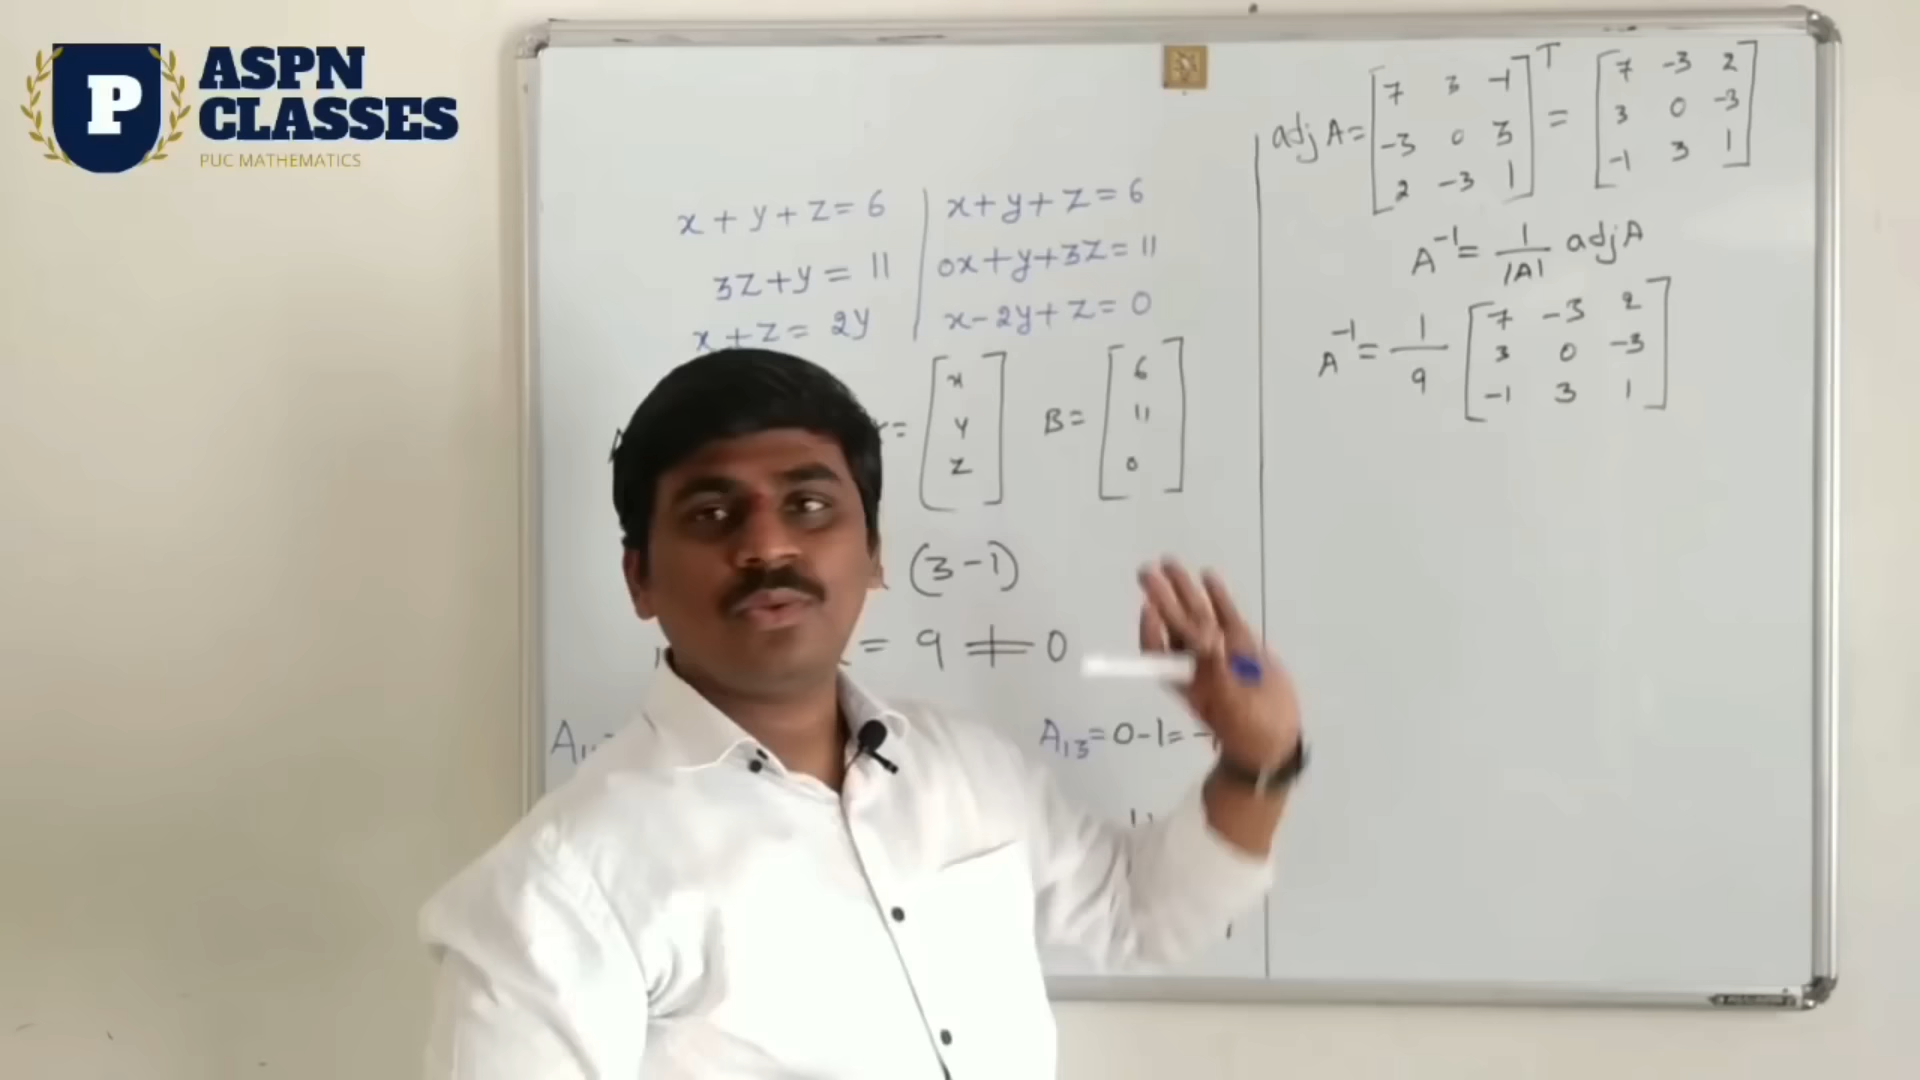 P
ASPN
CLASSES
PUC MATHEMATICS
x + y + z = 6
3z + y = 11
x + z = 2y
x + y + z = 6
0x + y + 3z = 11
x - 2y + z = 0
[x
y
z]
B = [6
11
0]
(3-1)
= 9 ≠ 0
A₁₃ = 0-1 = -
adj A = [7 3 -1
-3 0 3
2 -3 1]ᵀ = [7 -3 2
3 0 -3
-1 3 1]
A⁻¹ = 1/|A| adj A
A⁻¹ = 1/9 [7 -3 2
3 0 -3
-1 3 1]